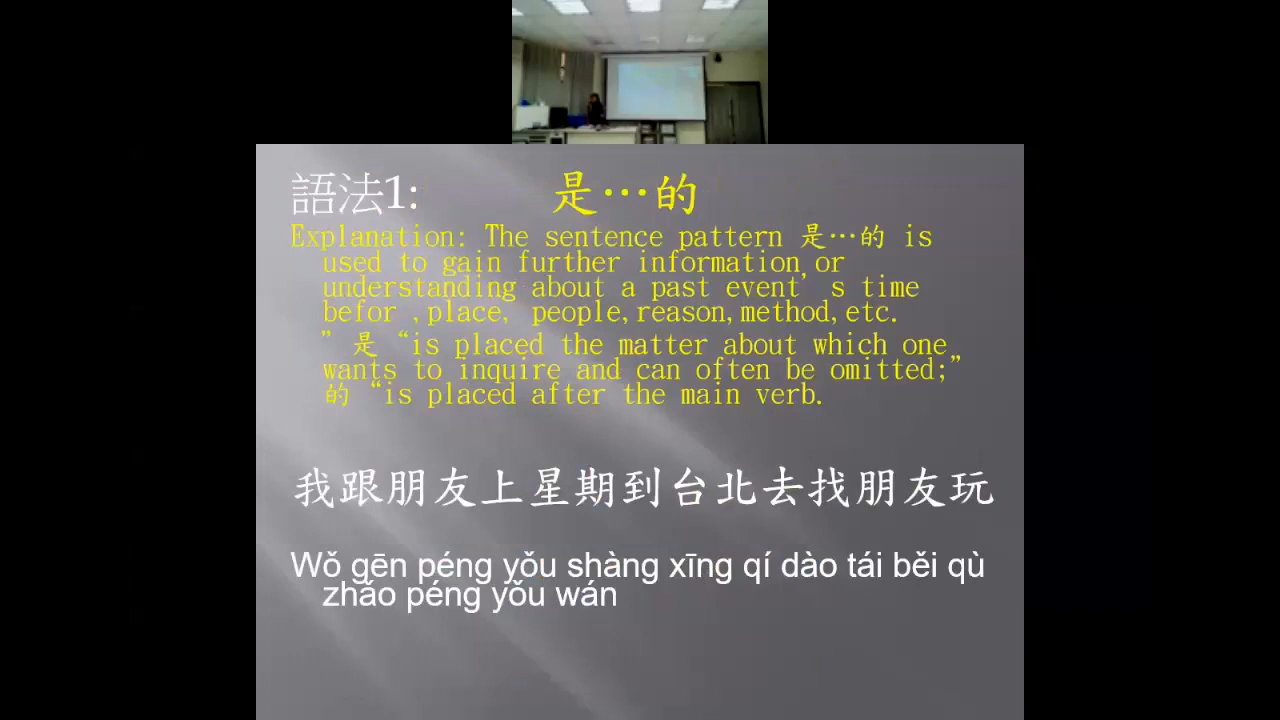 語法1: 是…的
Explanation: The sentence pattern 是…的 is
used to gain further information or
understanding about a past event’s time
befor ,place, people,reason,method,etc.
”是“is placed the matter about which one
wants to inquire and can often be omitted;”
的“is placed after the main verb.
我跟朋友上星期到台北去找朋友玩
Wǒ gēn péng yǒu shàng xīng qí dào tái běi qù
zhǎo péng yǒu wán